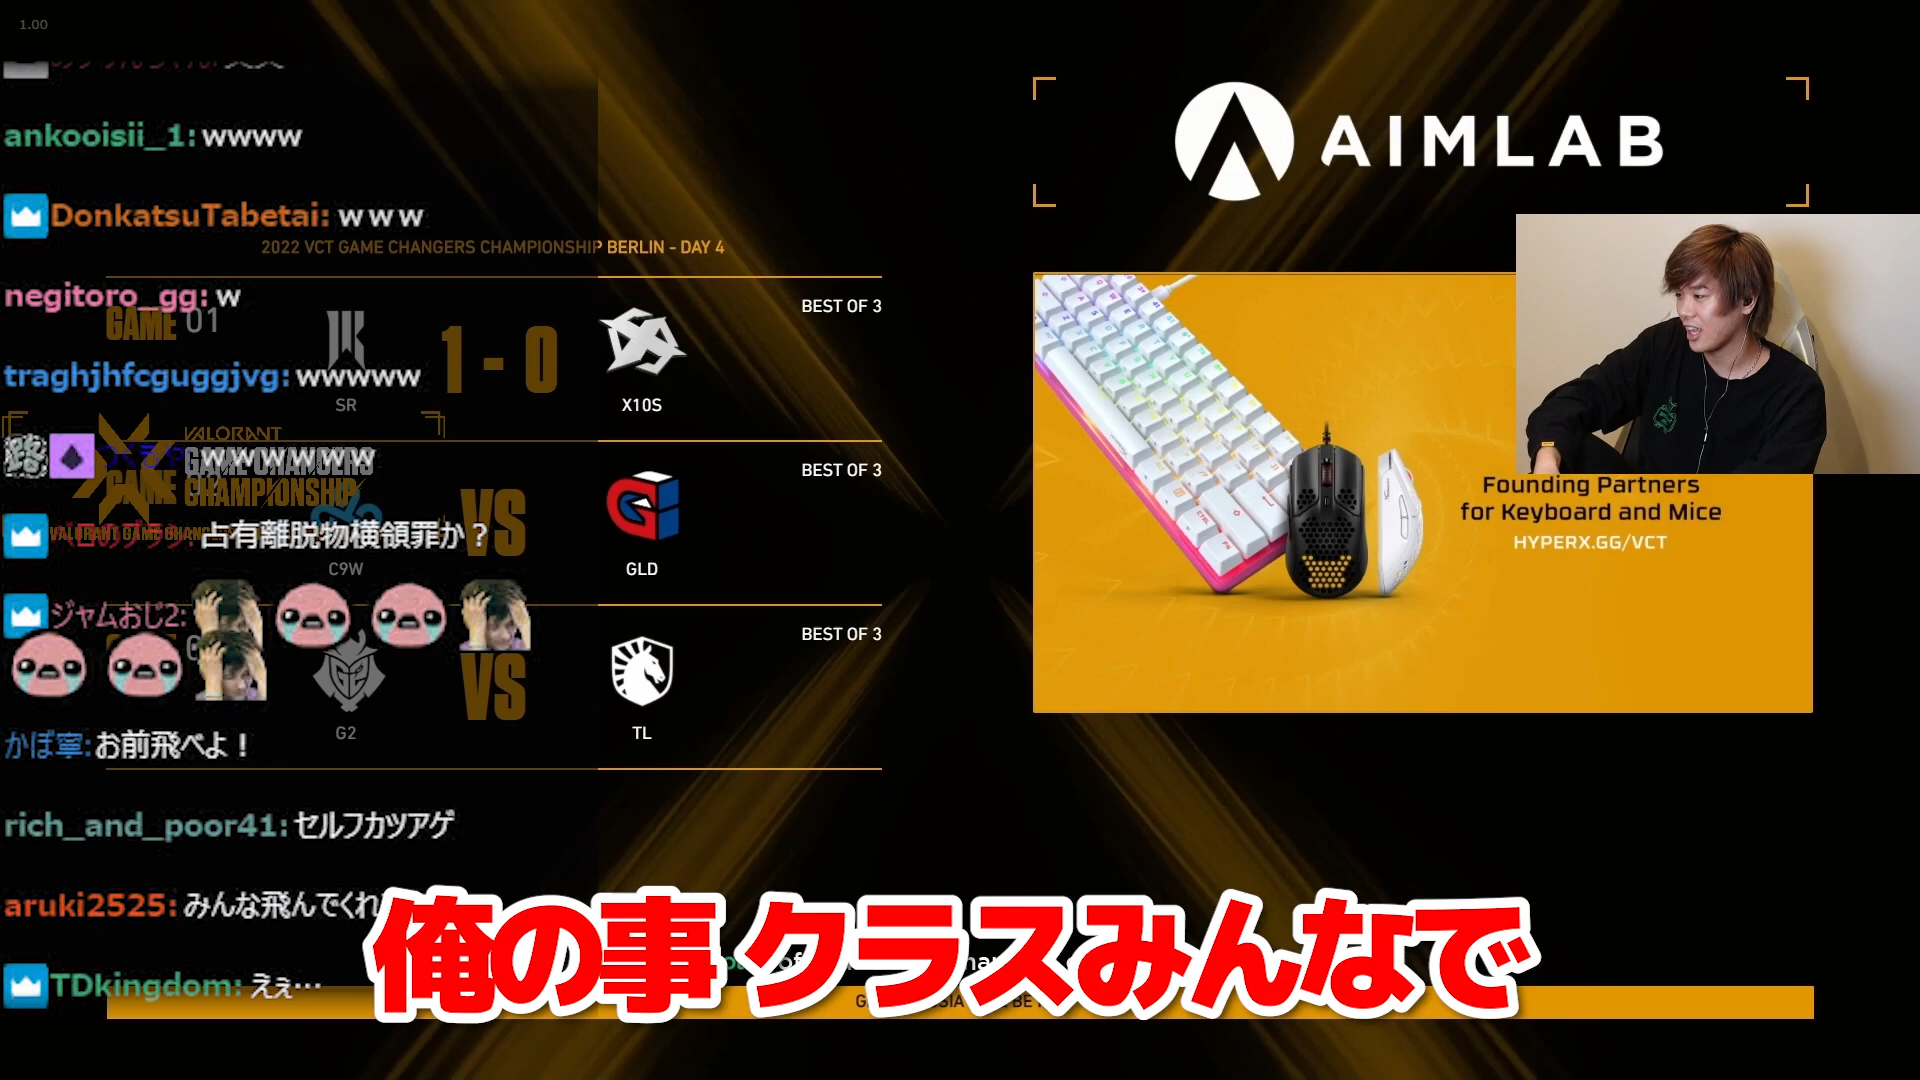 1.00
ankooisii_1: wwww
DonkatsuTabetai: ｗｗｗ
2022 VCT GAME CHANGERS CHAMPIONSHIP BERLIN - DAY 4
negitoro_gg: w
GAME 01
BEST OF 3
1 - 0
traghjhfcguggjvg: wwwww
SR
X10S
VALORANT
GAME CHANGERS
CHAMPIONSHIP
wwwwww
GAME
BEST OF 3
VS
占有離脱物横領罪か？
C9W
GLD
ジャムおじ2:
BEST OF 3
VS
G2
TL
かぼ寧: お前飛べよ！
rich_and_poor41: セルフカツアゲ
aruki2525: みんな飛んでくれ
TDkingdom: えぇ…
AIMLAB
Founding Partners
for Keyboard and Mice
HYPERX.GG/VCT
俺の事 クラスみんなで